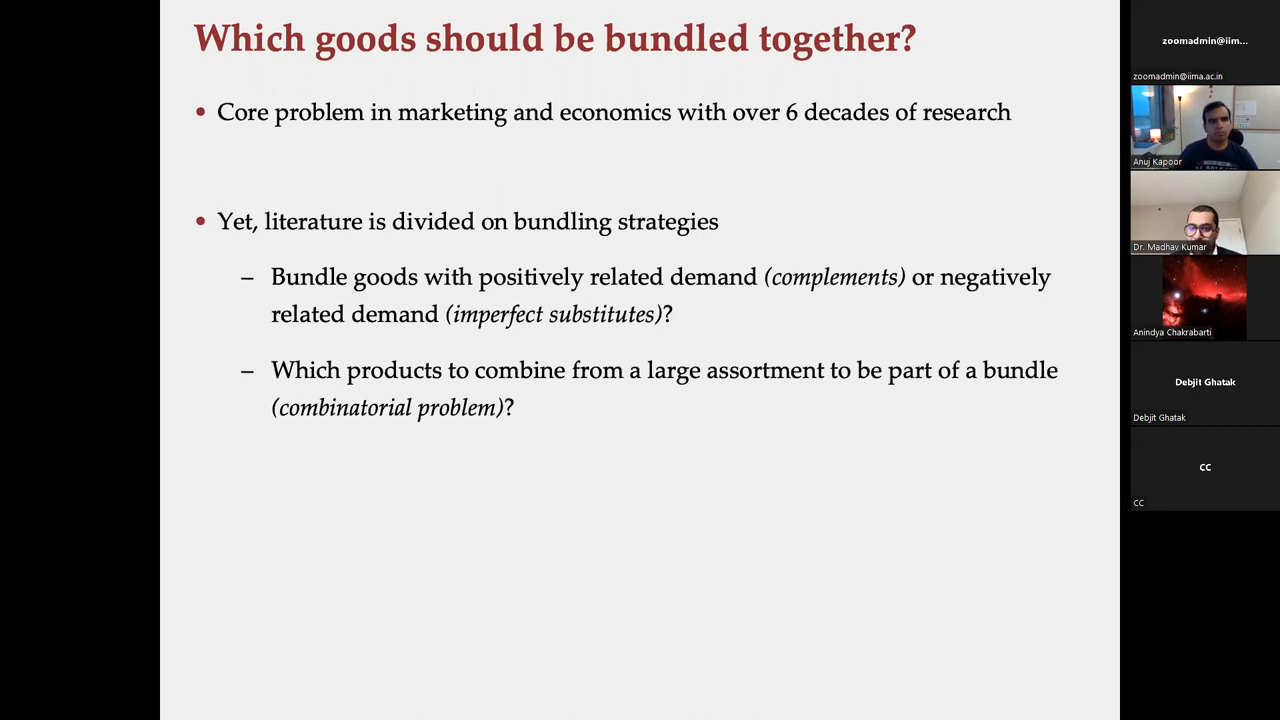 Which goods should be bundled together?
• Core problem in marketing and economics with over 6 decades of research
• Yet, literature is divided on bundling strategies
– Bundle goods with positively related demand (complements) or negatively
related demand (imperfect substitutes)?
– Which products to combine from a large assortment to be part of a bundle
(combinatorial problem)?
zoomadmin@iim...
zoomadmin@iima.ac.in
Anuj Kapoor
Dr. Madhav Kumar
Anindya Chakrabarti
Debjit Ghatak
Debjit Ghatak
CC
CC